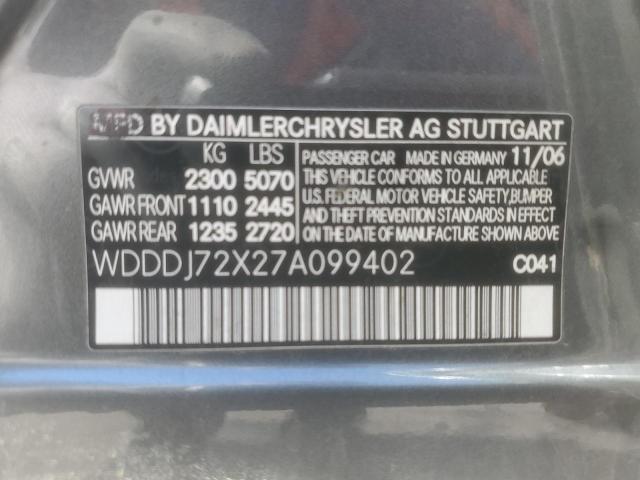 MFD BY DAIMLERCHRYSLER AG STUTTGART
KG LBS
GVWR 2300 5070
GAWR FRONT 1110 2445
GAWR REAR 1235 2720
PASSENGER CAR MADE IN GERMANY 11/06
THIS VEHICLE CONFORMS TO ALL APPLICABLE
U.S. FEDERAL MOTOR VEHICLE SAFETY, BUMPER
AND THEFT PREVENTION STANDARDS IN EFFECT
ON DATE OF MANUFACTURE SHOWN ABOVE.
WDDDJ72X27A099402 C041